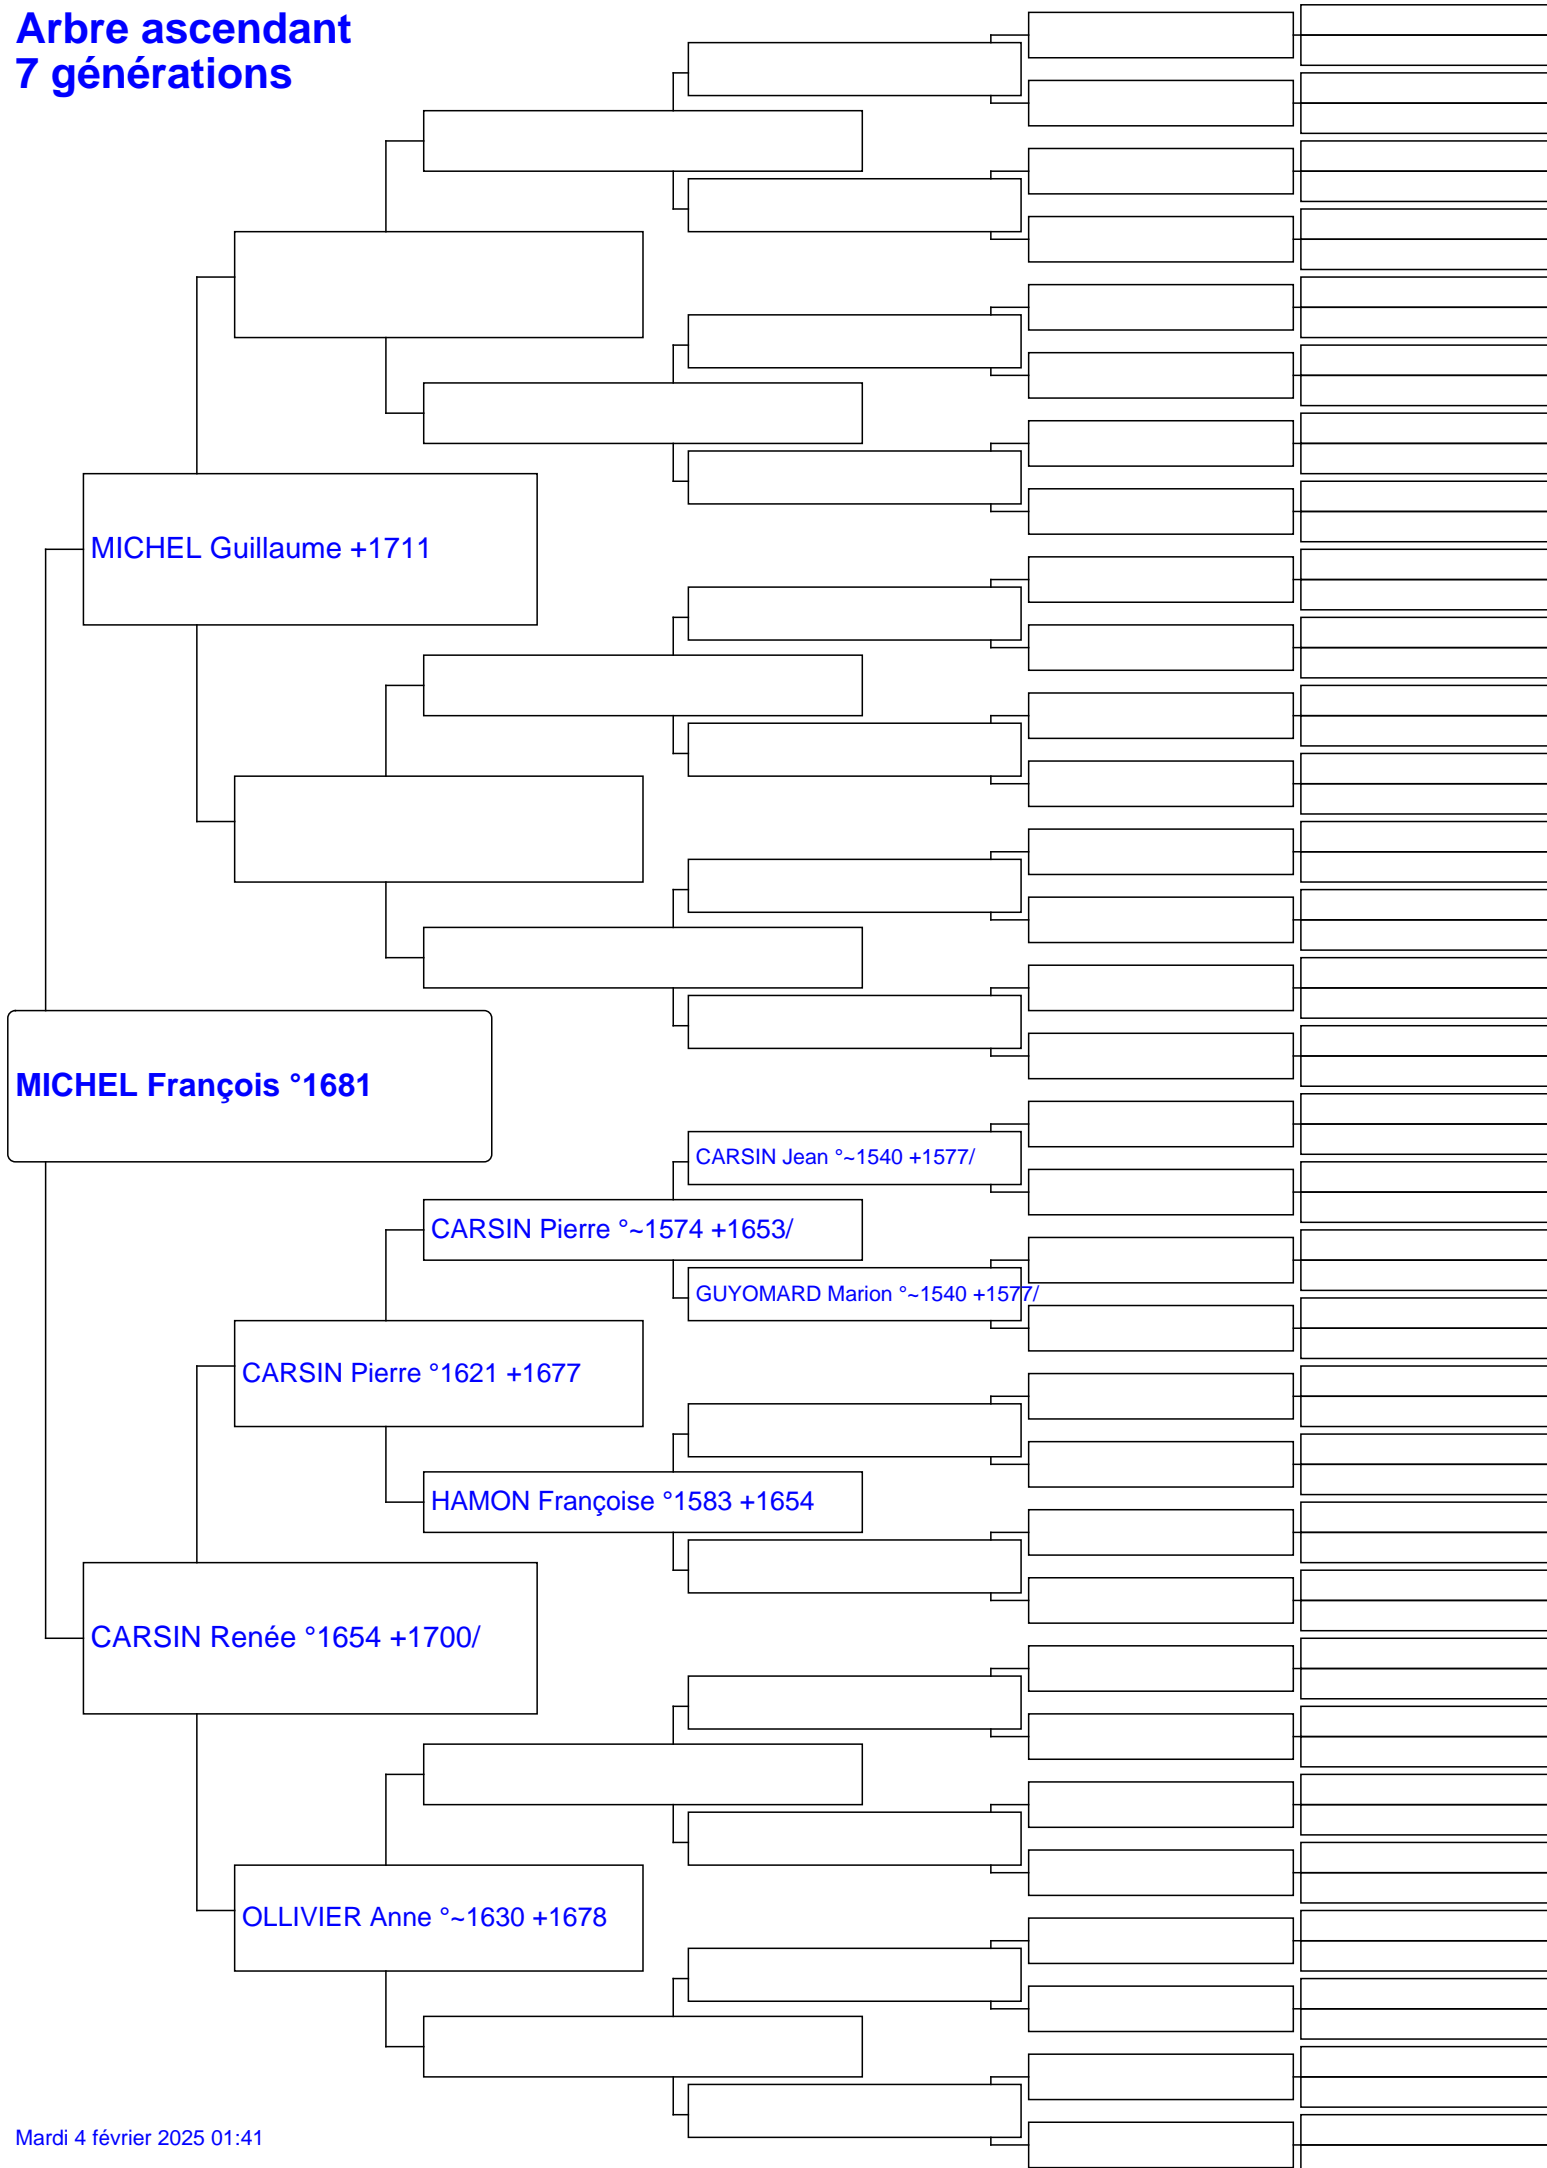 Arbre ascendant
7 générations
MICHEL Guillaume +1711
MICHEL François °1681
CARSIN Jean °~1540 +1577/
CARSIN Pierre °~1574 +1653/
GUYOMARD Marion °~1540 +1577/
CARSIN Pierre °1621 +1677
HAMON Françoise °1583 +1654
CARSIN Renée °1654 +1700/
OLLIVIER Anne °~1630 +1678
Mardi 4 février 2025 01:41